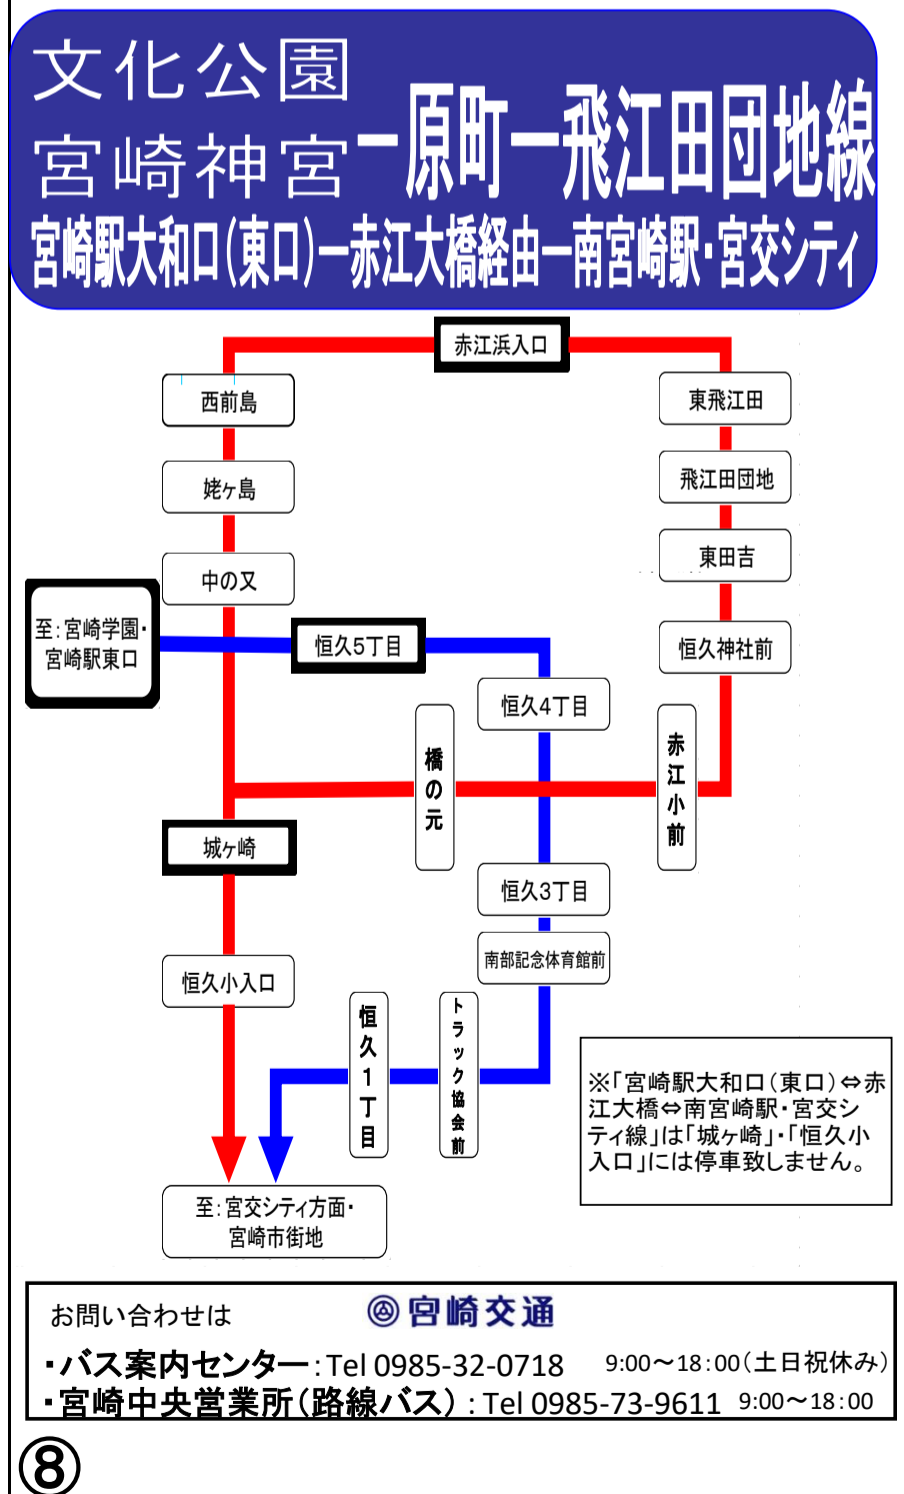 文化公園
宮崎神宮
ー原町ー飛江田団地線
宮崎駅大和口(東口)ー赤江大橋経由ー南宮崎駅・宮交シティ
赤江浜入口
西前島
東飛江田
姥ヶ島
飛江田団地
中の又
東田吉
至:宮崎学園・
宮崎駅東口
恒久5丁目
恒久神社前
恒久4丁目
橋の元
赤江小前
城ヶ崎
恒久3丁目
南部記念体育館前
恒久小入口
恒久1丁目
トラック協会前
※「宮崎駅大和口(東口)⇔赤
江大橋⇔南宮崎駅・宮交シ
ティ線」は「城ヶ崎」・「恒久小
入口」には停車致しません。
至:宮交シティ方面・
宮崎市街地
お問い合わせは
宮崎交通
・バス案内センター:Tel 0985-32-0718 9:00～18:00(土日祝休み)
・宮崎中央営業所(路線バス):Tel 0985-73-9611 9:00～18:00
⑧